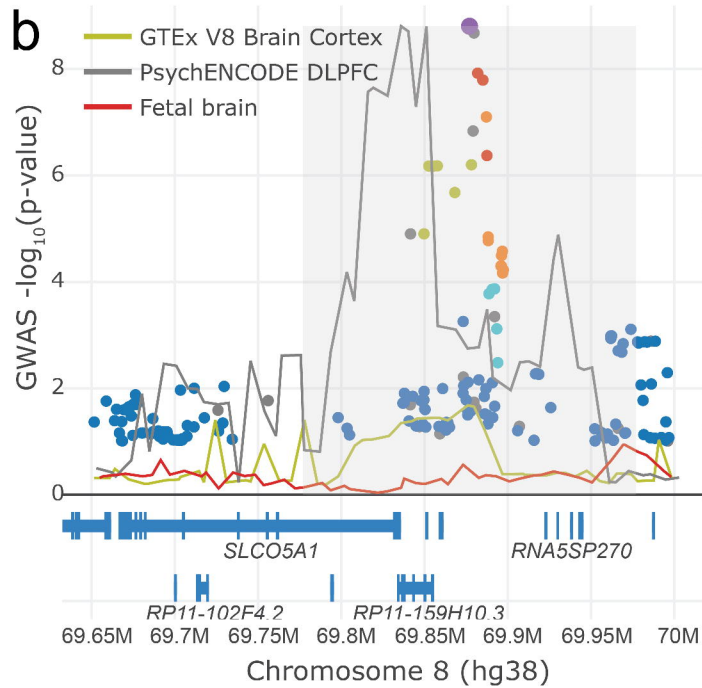 b
GTEx V8 Brain Cortex
PsychENCODE DLPFC
Fetal brain
GWAS -log10(p-value)
8
6
4
2
0
SLCO5A1
RNA5SP270
RP11-102F4.2
RP11-159H10.3
69.65M 69.7M 69.75M 69.8M 69.85M 69.9M 69.95M 70M
Chromosome 8 (hg38)